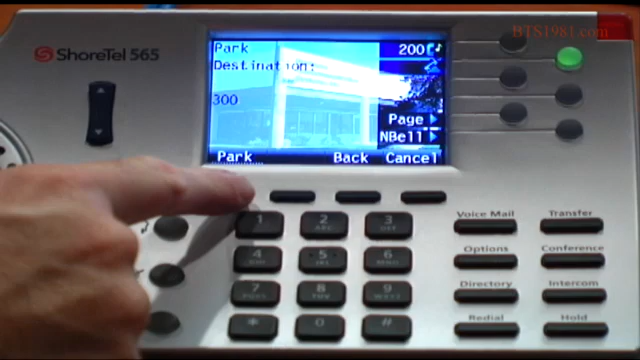 BTS1981.com
ShoreTel 565
Park 200
Destination:
300
Page
NBell
Park Back Cancel
1 2 3
ABC DEF
4 5 6
GHI JKL MNO
7 8 9
PQRS TUV WXYZ
* 0 #
Voice Mail Transfer
Options Conference
Directory Intercom
Redial Hold